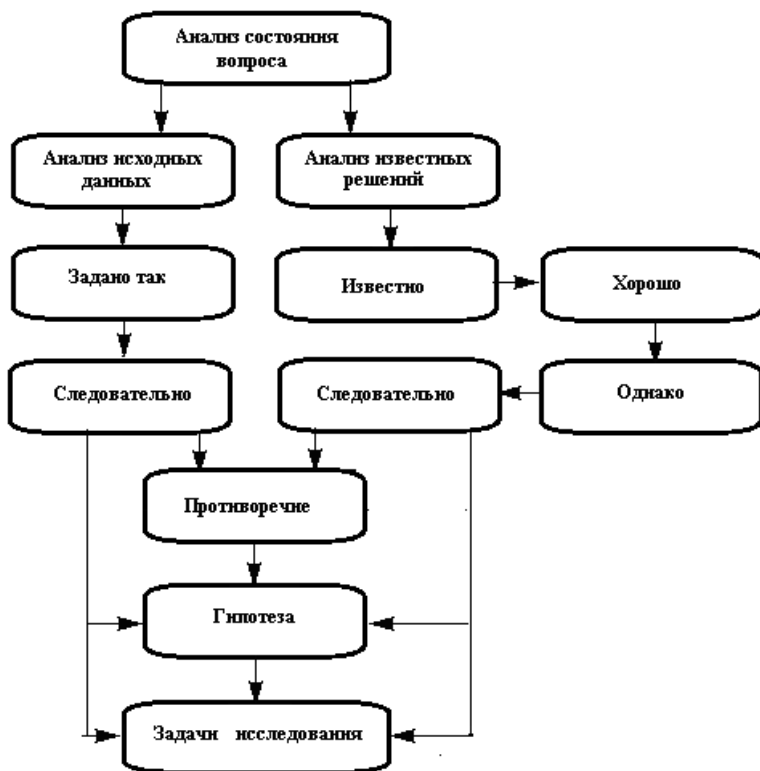 Анализ состояния
вопроса
Анализ исходных
данных
Анализ известных
решений
Задано так
Известно
Хорошо
Следовательно
Следовательно
Однако
Противоречие
Гипотеза
Задачи исследования